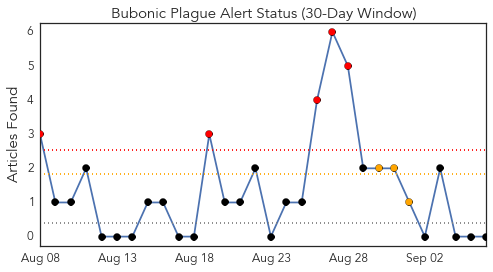 Bubonic Plague Alert Status (30-Day Window)
Articles Found
6
5
4
3
2
1
0
Aug 08 Aug 13 Aug 18 Aug 23 Aug 28 Sep 02